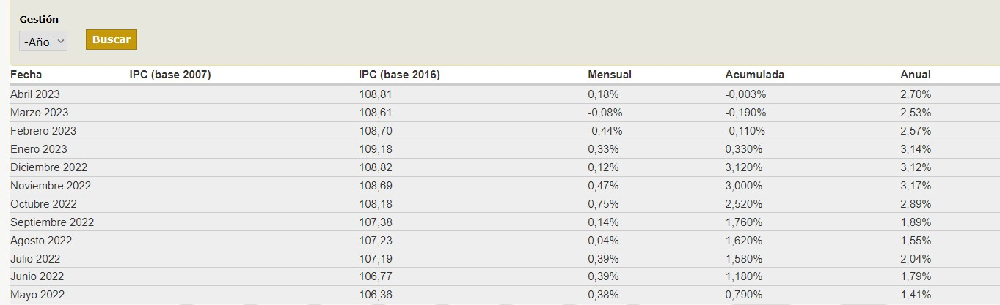 Gestión
-Año Buscar
Fecha IPC (base 2007) IPC (base 2016) Mensual Acumulada Anual
Abril 2023 108,81 0,18% -0,003% 2,70%
Marzo 2023 108,61 -0,08% -0,190% 2,53%
Febrero 2023 108,70 -0,44% -0,110% 2,57%
Enero 2023 109,18 0,33% 0,330% 3,14%
Diciembre 2022 108,82 0,12% 3,120% 3,12%
Noviembre 2022 108,69 0,47% 3,000% 3,17%
Octubre 2022 108,18 0,75% 2,520% 2,89%
Septiembre 2022 107,38 0,14% 1,760% 1,89%
Agosto 2022 107,23 0,04% 1,620% 1,55%
Julio 2022 107,19 0,39% 1,580% 2,04%
Junio 2022 106,77 0,39% 1,180% 1,79%
Mayo 2022 106,36 0,38% 0,790% 1,41%